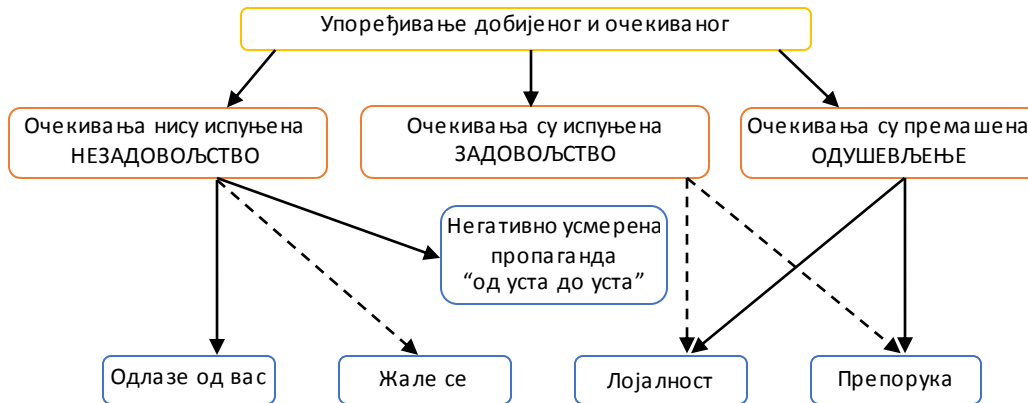 Упоређивање добијеног и очекиваног
Очекивања нису испуњена
НЕЗАДОВОЉСТВО
Очекивања су испуњена
ЗАДОВОЉСТВО
Очекивања су премашена
ОДУШЕВЉЕЊЕ
Негативно усмерена
пропаганда
“од уста до уста”
Одлазе од вас
Жале се
Лојалност
Препорука